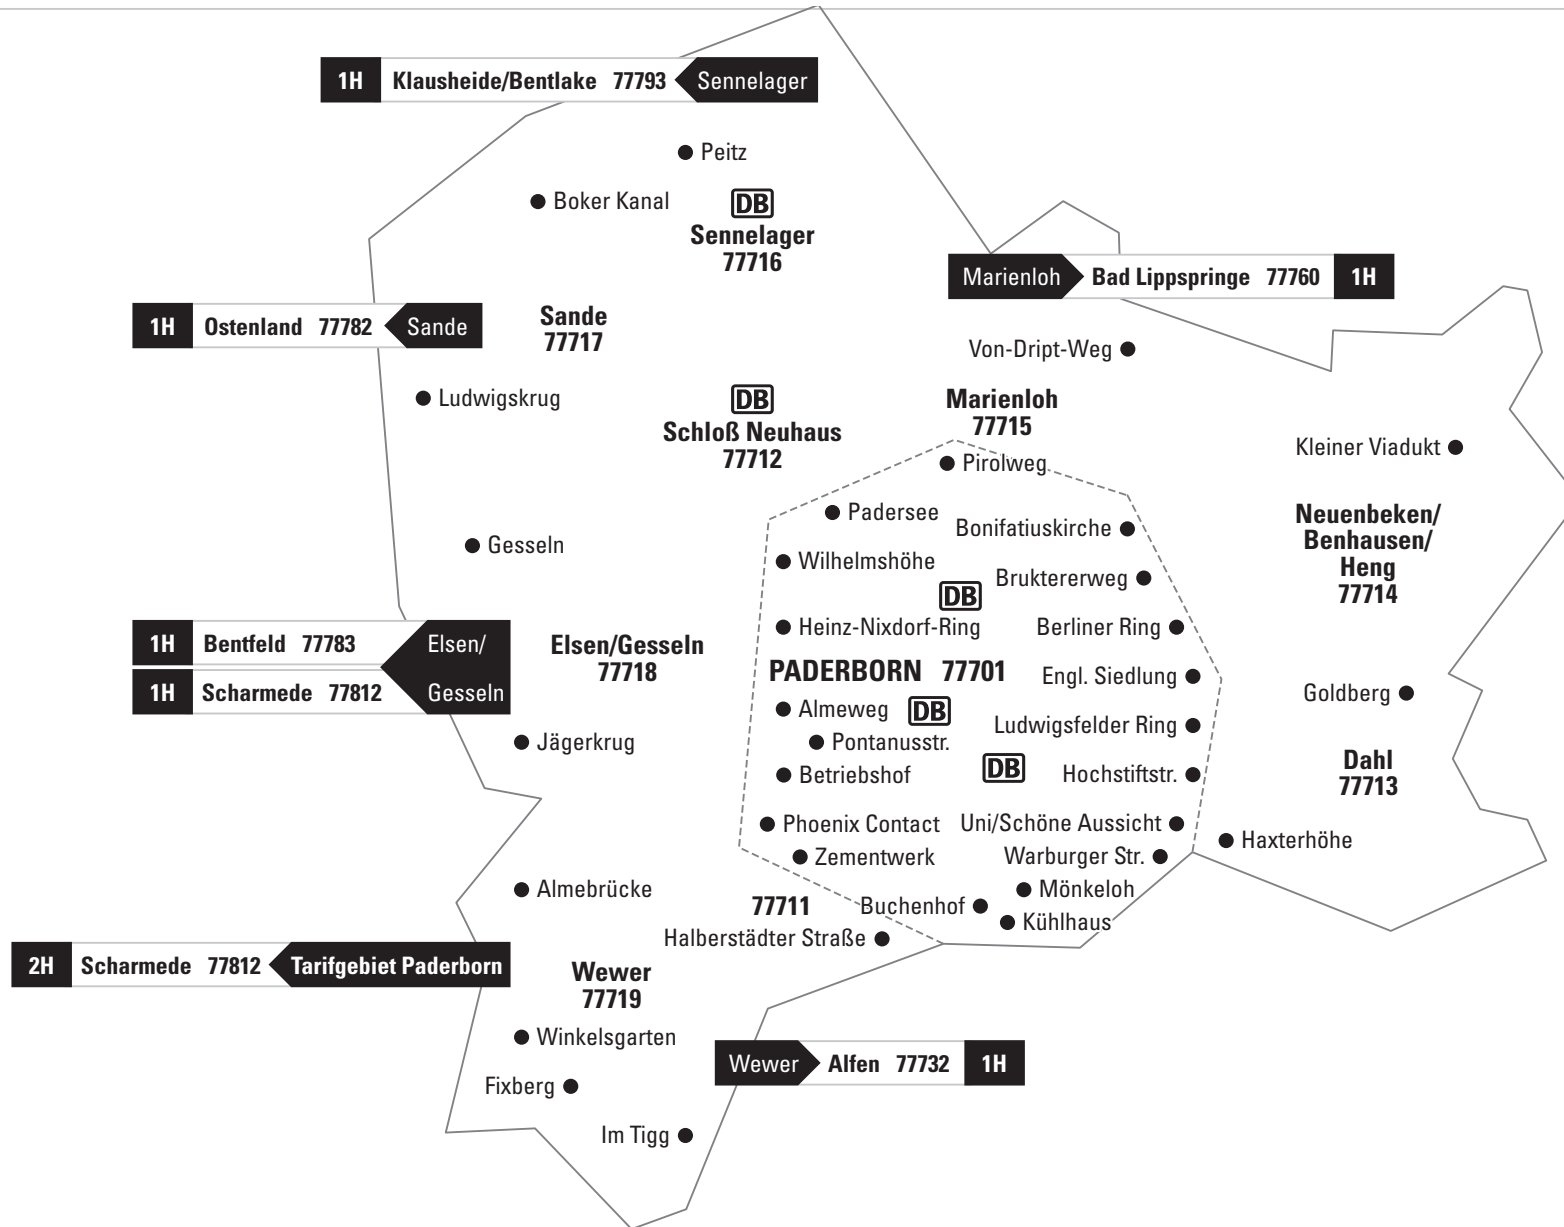 1H Klausheide/Bentlake 77793 Sennelager
Peitz
Boker Kanal
DB
Sennelager
77716
Marienloh Bad Lippspringe 77760 1H
1H Ostenland 77782 Sande
Sande
77717
Von-Dript-Weg
Ludwigskrug
DB
Schloß Neuhaus
77712
Marienloh
77715
Kleiner Viadukt
Pirolweg
Padersee
Bonifatiuskirche
Neuenbeken/
Benhausen/
Heng
77714
Gesseln
Wilhelmshöhe
Bruktererweg
DB
1H Bentfeld 77783 Elsen/
1H Scharmede 77812 Gesseln
Elsen/Gesseln
77718
Heinz-Nixdorf-Ring
Berliner Ring
PADERBORN 77701
Engl. Siedlung
Goldberg
Almeweg
DB
Ludwigsfelder Ring
Jägerkrug
Pontanusstr.
Betriebshof
DB
Hochstiftstr.
Dahl
77713
Phoenix Contact
Uni/Schöne Aussicht
Haxterhöhe
Zementwerk
Warburger Str.
Almebrücke
Mönkeloh
77711
Buchenhof
Kühlhaus
Halberstädter Straße
2H Scharmede 77812 Tarifgebiet Paderborn
Wewer
77719
Winkelsgarten
Wewer Alfen 77732 1H
Fixberg
Im Tigg